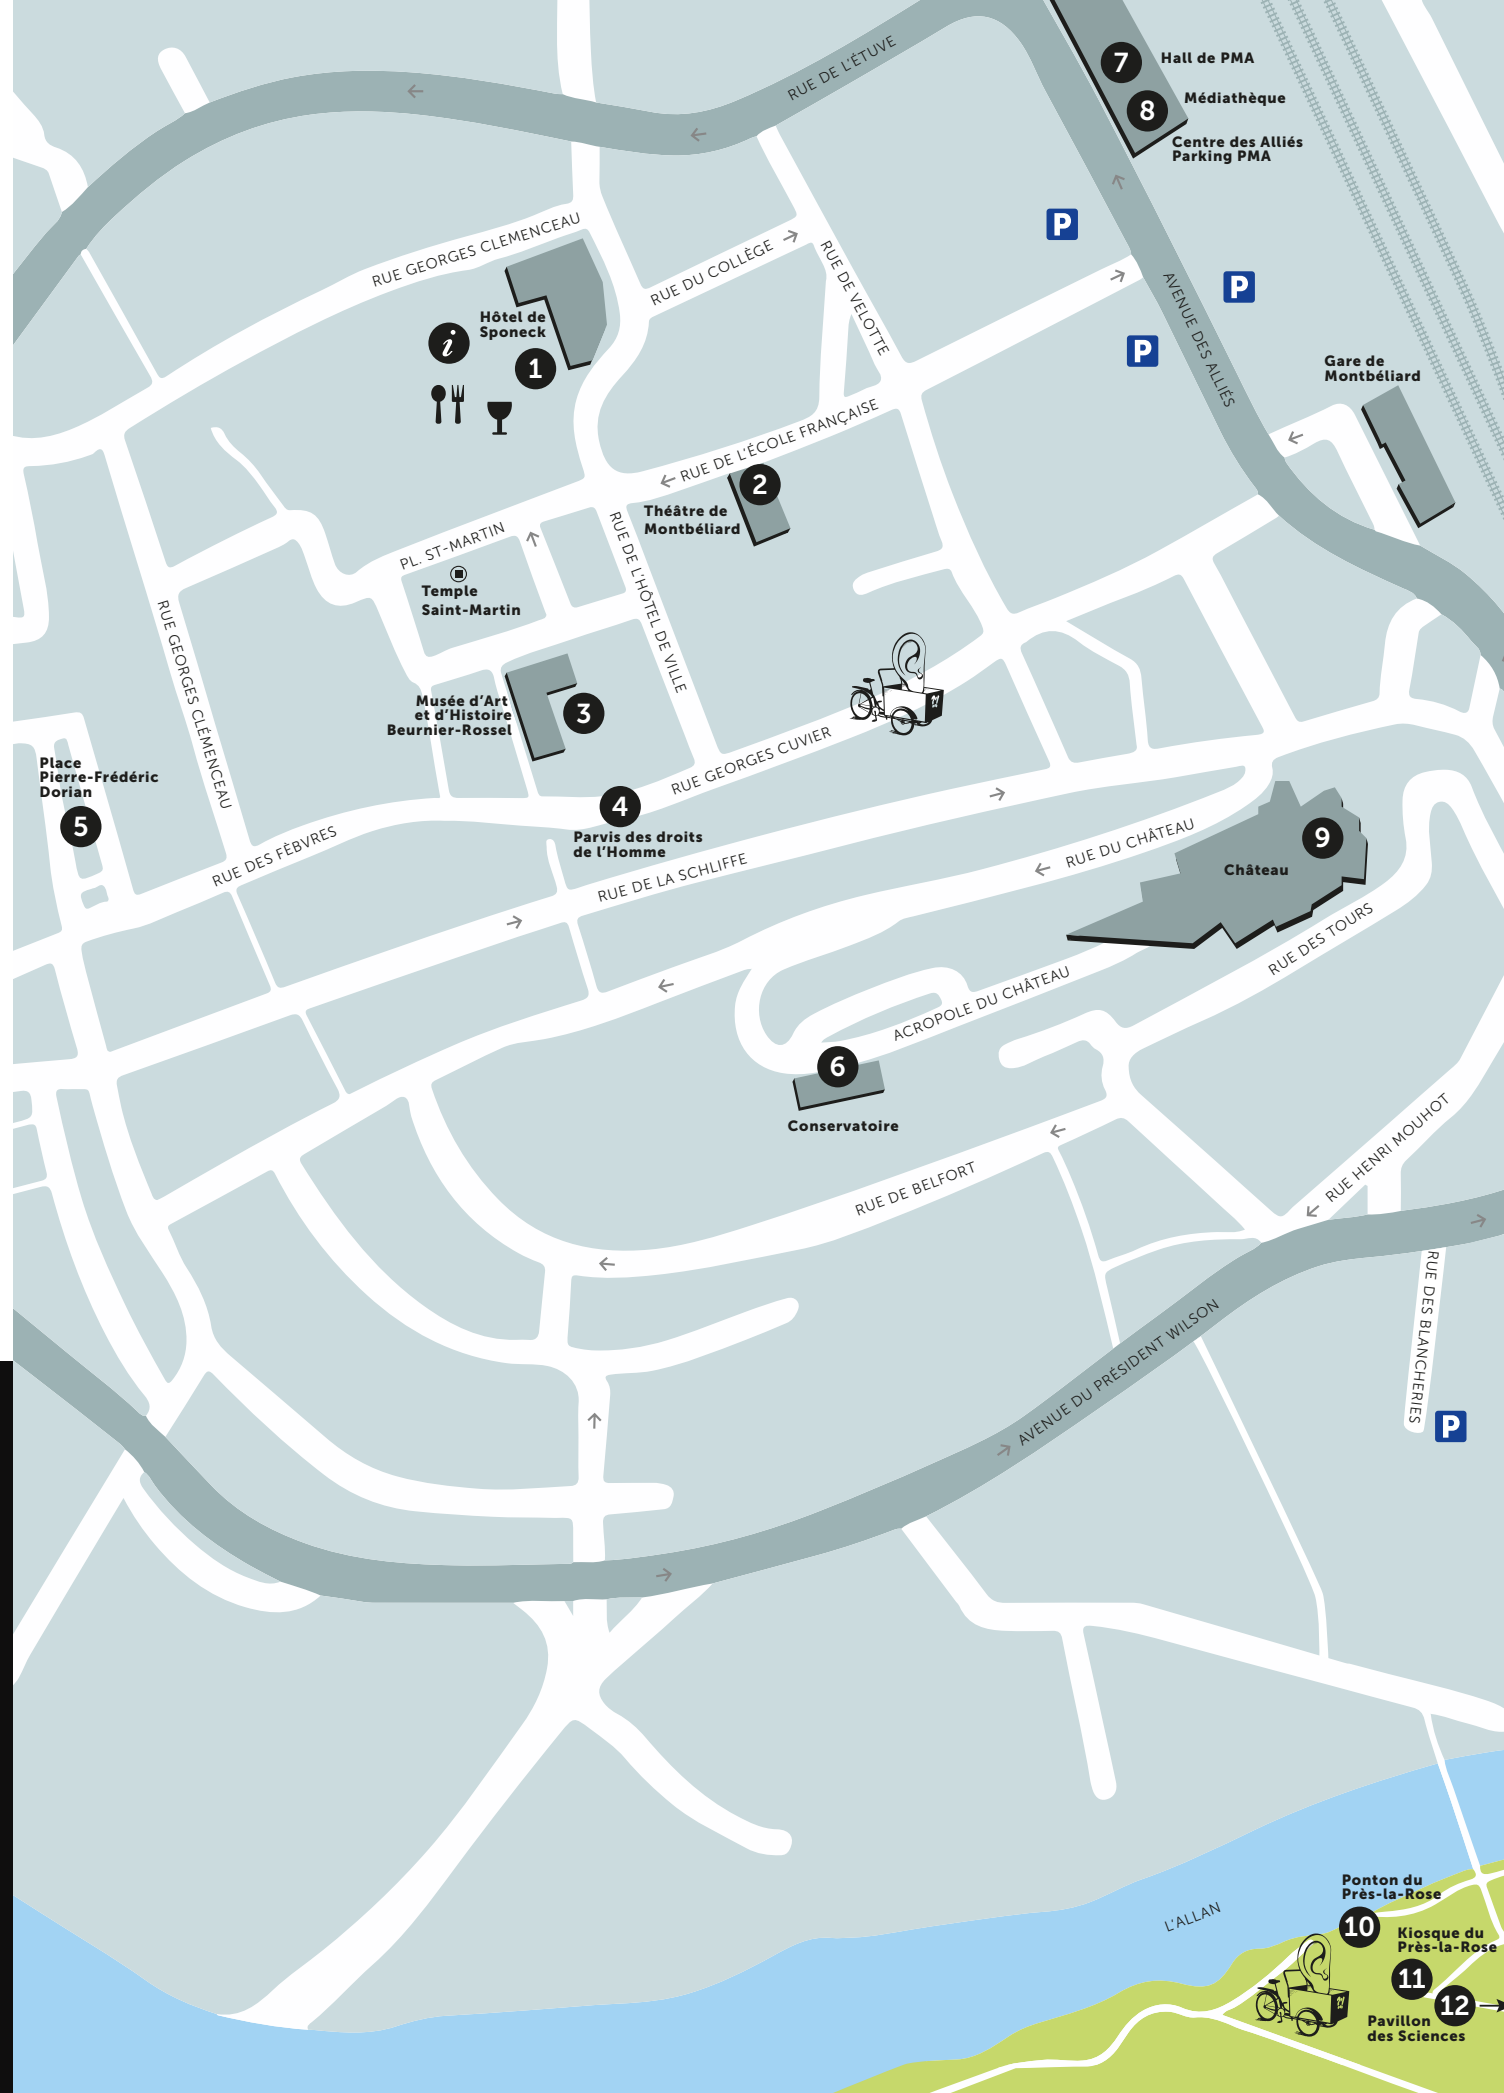 RUE DE L'ÉTUVE
7
Hall de PMA
8
Médiathèque
Centre des Alliés
Parking PMA
P
RUE GEORGES CLEMENCEAU
RUE DU COLLÈGE
RUE DE VELOTTE
AVENUE DES ALLIÉS
P
P
Hôtel de
Sponeck
i
1
Gare de
Montbéliard
RUE DE L'ÉCOLE FRANÇAISE
2
Théâtre de
Montbéliard
PL. ST-MARTIN
Temple
Saint-Martin
RUE DE L'HÔTEL DE VILLE
RUE GEORGES CLÉMENCEAU
Musée d'Art
et d'Histoire
Beurnier-Rossel
3
Place
Pierre-Frédéric
Dorian
5
RUE GEORGES CUVIER
4
Parvis des droits
de l'Homme
RUE DES FÈBVRES
RUE DE LA SCHLIFFE
RUE DU CHÂTEAU
9
Château
RUE DES TOURS
ACROPOLE DU CHÂTEAU
6
Conservatoire
RUE DE BELFORT
RUE HENRI MOUHOT
AVENUE DU PRÉSIDENT WILSON
RUE DES BLANCHERIES
P
L'ALLAN
Ponton du
Près-la-Rose
10
Kiosque du
Près-la-Rose
11
12
Pavillon
des Sciences